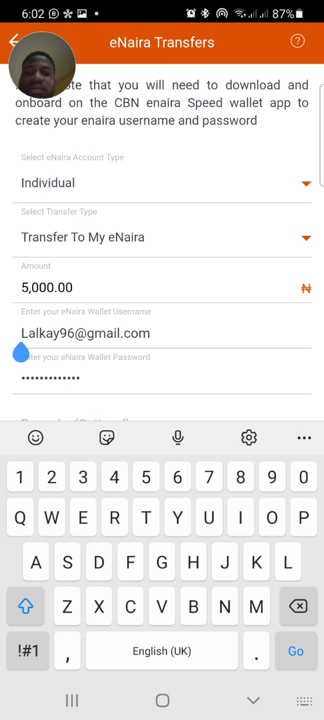 6:02 87%
eNaira Transfers
that you will need to download and
onboard on the CBN enaira Speed wallet app to
create your enaira username and password
Select eNaira Account Type
Individual
Select Transfer Type
Transfer To My eNaira
Amount
5,000.00 ₦
Enter your eNaira Wallet Username
Lalkay96@gmail.com
Enter your eNaira Wallet Password
•••••••••••••
1 2 3 4 5 6 7 8 9 0
Q W E R T Y U I O P
A S D F G H J K L
Z X C V B N M
!#1 , English (UK) . Go